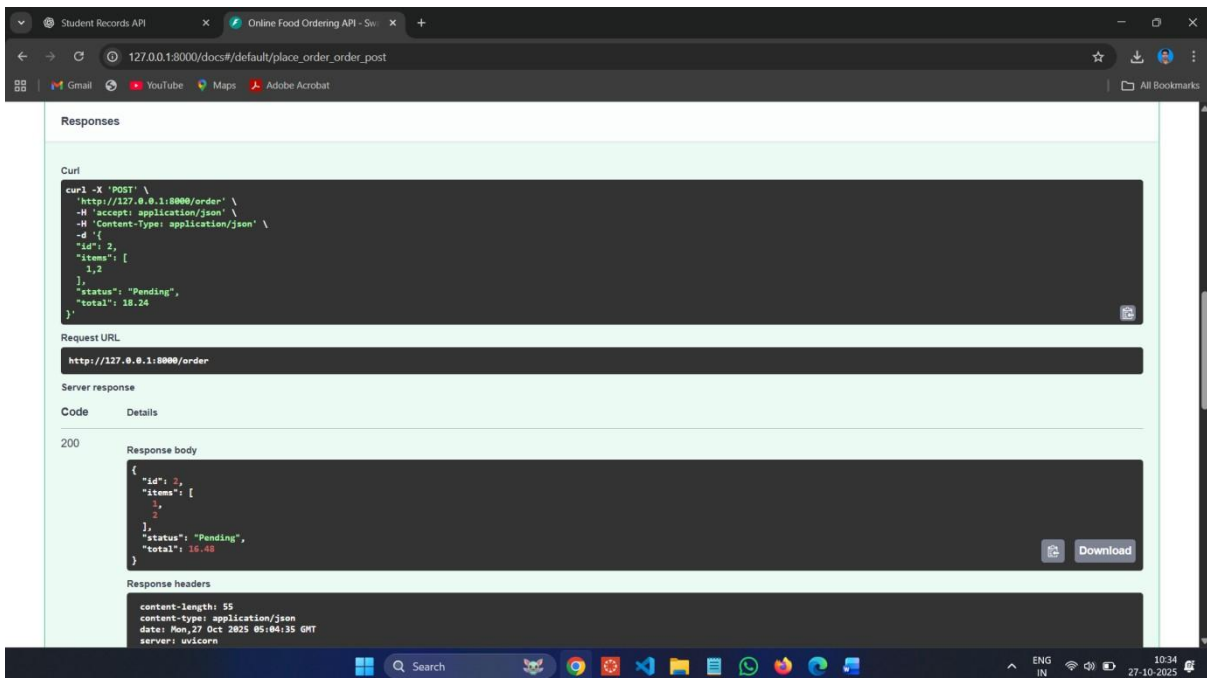 Student Records API
Online Food Ordering API - Sw
127.0.0.1:8000/docs#/default/place_order_order_post
Gmail YouTube Maps Adobe Acrobat All Bookmarks
Responses
Curl
curl -X 'POST' \
'http://127.0.0.1:8000/order' \
-H 'accept: application/json' \
-H 'Content-Type: application/json' \
-d '{
"id": 2,
"items": [
1,2
],
"status": "Pending",
"total": 18.24
}'
Request URL
http://127.0.0.1:8000/order
Server response
Code Details
200
Response body
{
"id": 2,
"items": [
1,
2
],
"status": "Pending",
"total": 16.48
}
Download
Response headers
content-length: 55
content-type: application/json
date: Mon,27 Oct 2025 05:04:35 GMT
server: uvicorn
Search
ENG
IN
10:34
27-10-2025